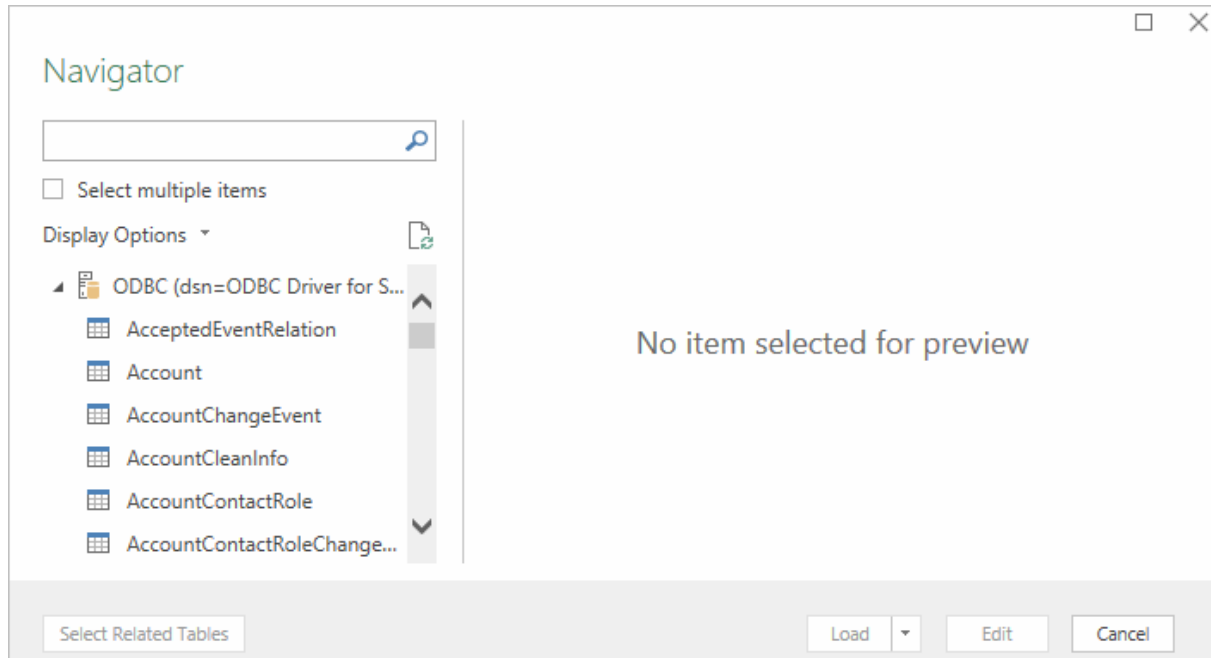 Navigator
Select multiple items
Display Options
ODBC (dsn=ODBC Driver for S...
AcceptedEventRelation
Account
AccountChangeEvent
AccountCleanInfo
AccountContactRole
AccountContactRoleChange...
No item selected for preview
Select Related Tables
Load
Edit
Cancel